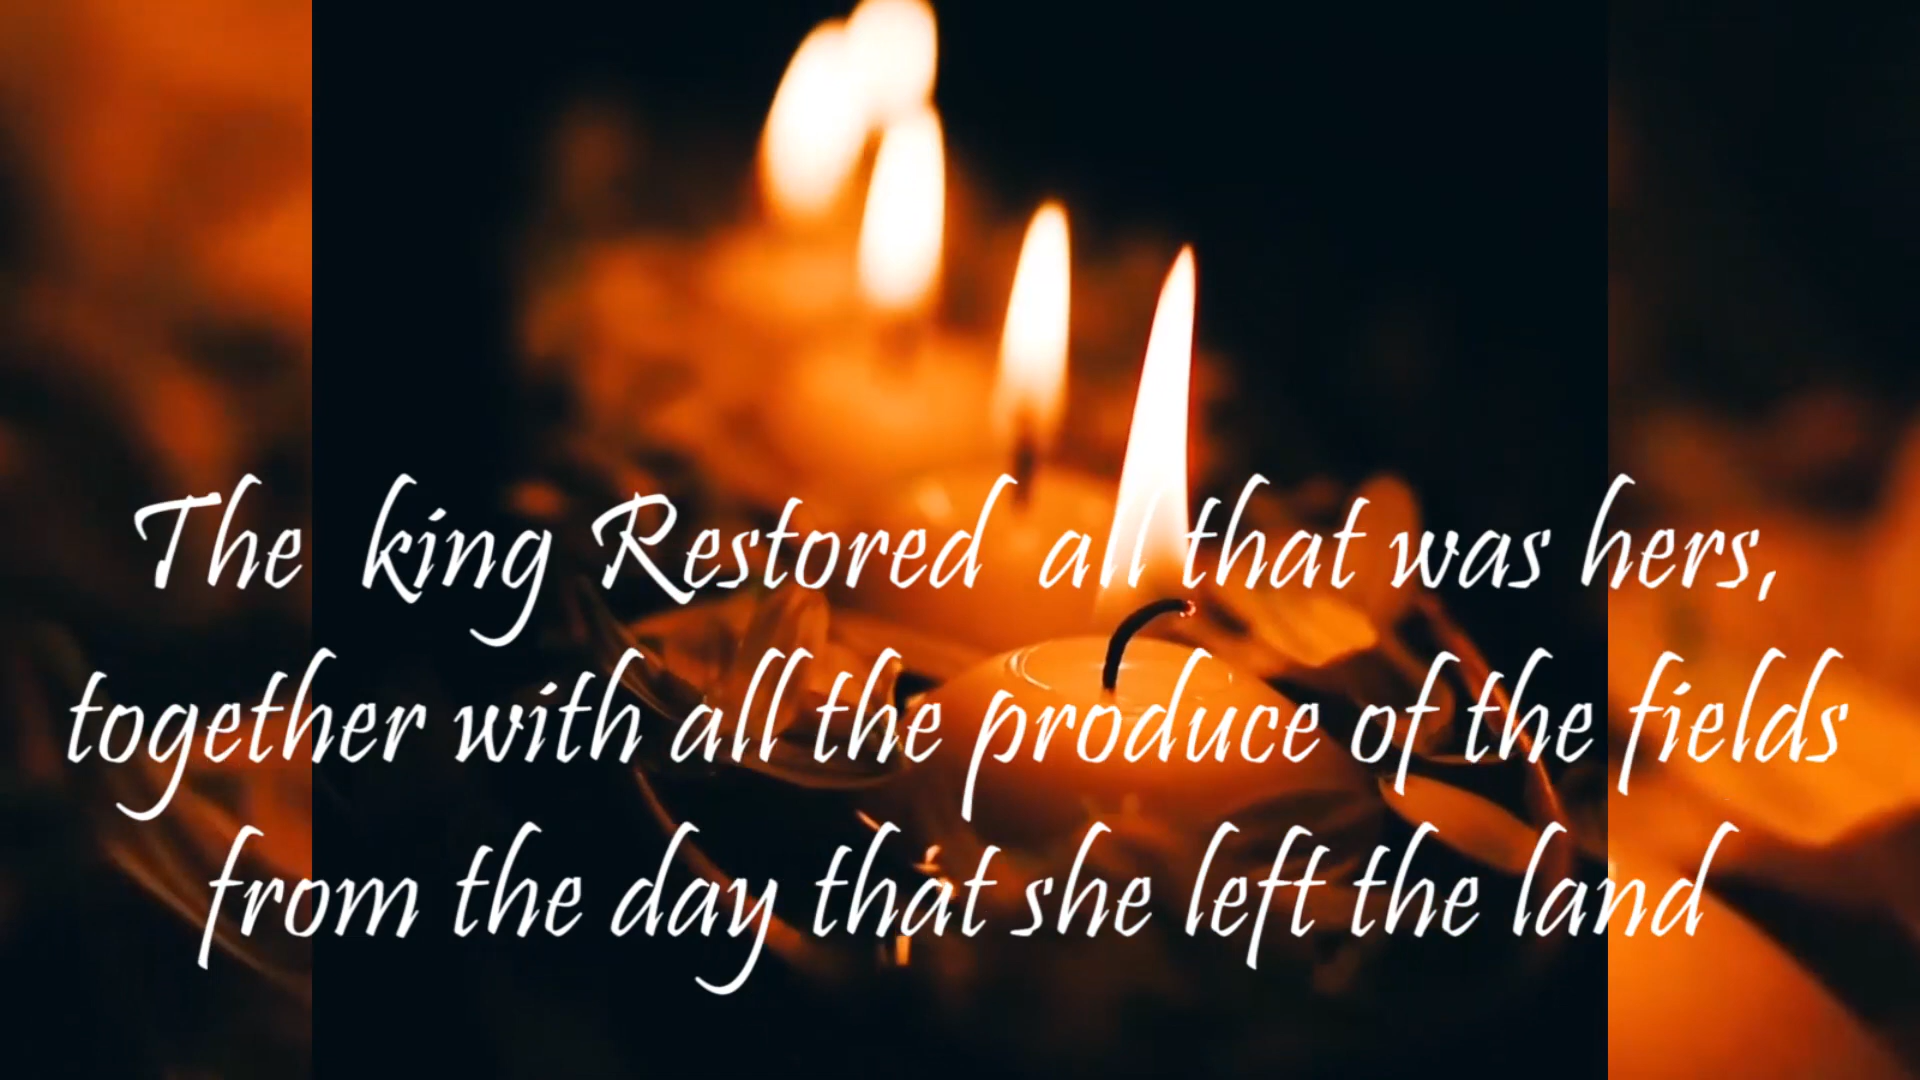 The king Restored all that was hers,
together with all the produce of the fields
from the day that she left the land